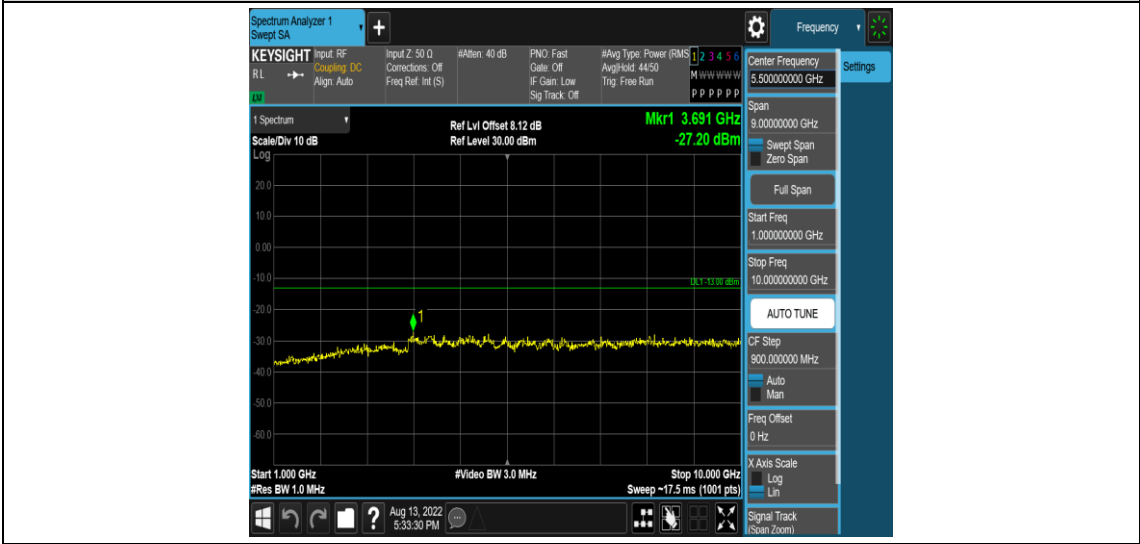 Spectrum Analyzer 1
Swept SA
+
Frequency
KEYSIGHT
Input: RF
Input Z: 50 Ω
#Atten: 40 dB
PNO: Fast
#Avg Type: Power (RMS
1 2 3 4 5 6
RL
Coupling: DC
Corrections: Off
Gate: Off
Avg|Hold: 44/50
M W W W W W
Align: Auto
Freq Ref: Int (S)
IF Gain: Low
Trig: Free Run
P P P P P P
Sig Track: Off
Center Frequency
5.500000000 GHz
Settings
Span
9.00000000 GHz
Swept Span
Zero Span
Full Span
Start Freq
1.000000000 GHz
Stop Freq
10.000000000 GHz
AUTO TUNE
CF Step
900.000000 MHz
Auto
Man
Freq Offset
0 Hz
X Axis Scale
Log
Lin
Signal Track
(Span Zoom)
1 Spectrum
Ref Lvl Offset 8.12 dB
Mkr1 3.691 GHz
Scale/Div 10 dB
Ref Level 30.00 dBm
-27.20 dBm
Log
20.0
10.0
0.00
-10.0
DL1 -13.00 dBm
-20.0
1
-30.0
-40.0
-50.0
-60.0
Start 1.000 GHz
#Video BW 3.0 MHz
Stop 10.000 GHz
#Res BW 1.0 MHz
Sweep ~17.5 ms (1001 pts)
?
Aug 13, 2022
5:33:30 PM